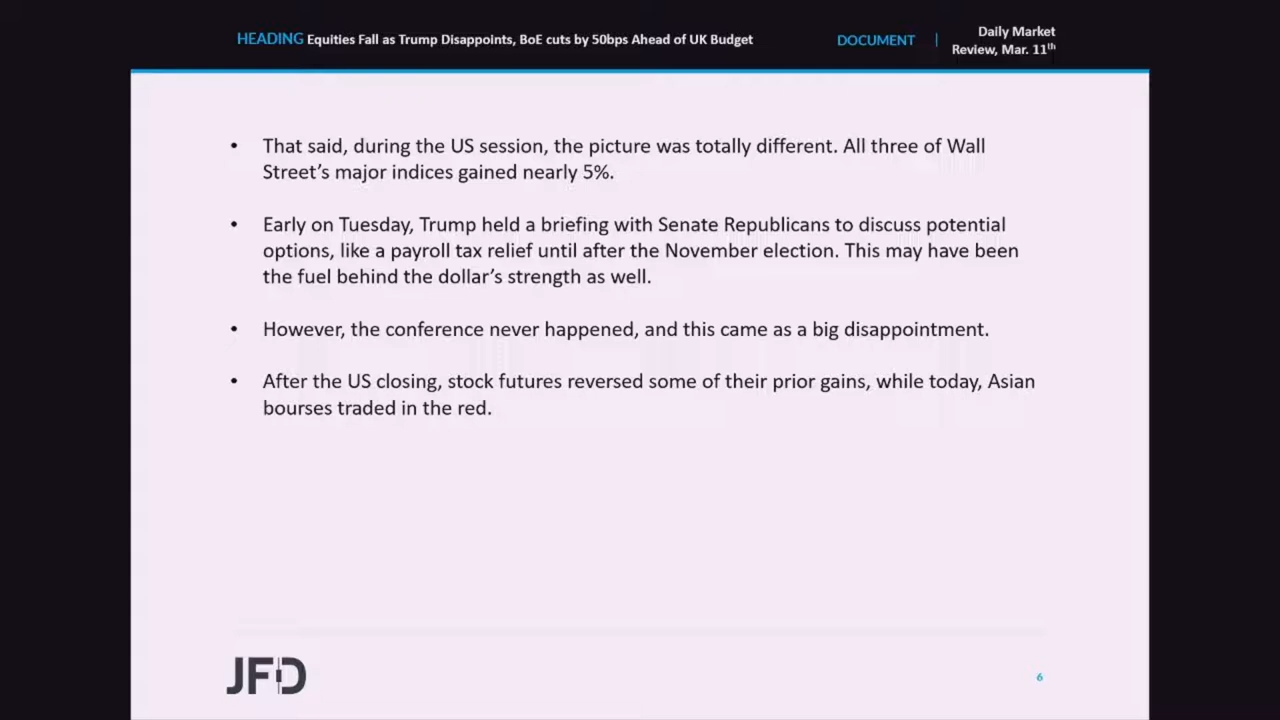 HEADING Equities Fall as Trump Disappoints, BoE cuts by 50bps Ahead of UK Budget
DOCUMENT | Daily Market
Review, Mar. 11th
• That said, during the US session, the picture was totally different. All three of Wall
Street’s major indices gained nearly 5%.
• Early on Tuesday, Trump held a briefing with Senate Republicans to discuss potential
options, like a payroll tax relief until after the November election. This may have been
the fuel behind the dollar’s strength as well.
• However, the conference never happened, and this came as a big disappointment.
• After the US closing, stock futures reversed some of their prior gains, while today, Asian
bourses traded in the red.
JFD
6